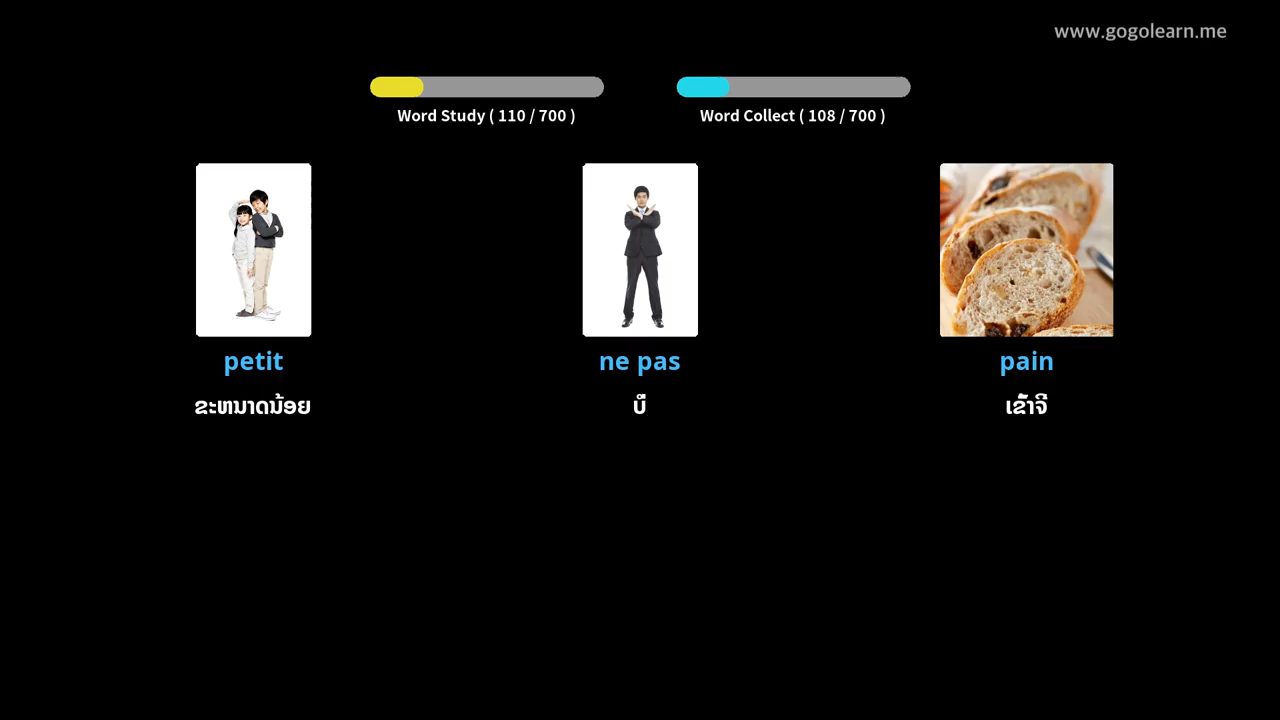 www.gogolearn.me
Word Study ( 110 / 700 )
Word Collect ( 108 / 700 )
petit
ne pas
pain
ຂະຫນາດນ້ອຍ
ບໍ່
ເຂົ້າຈີ່